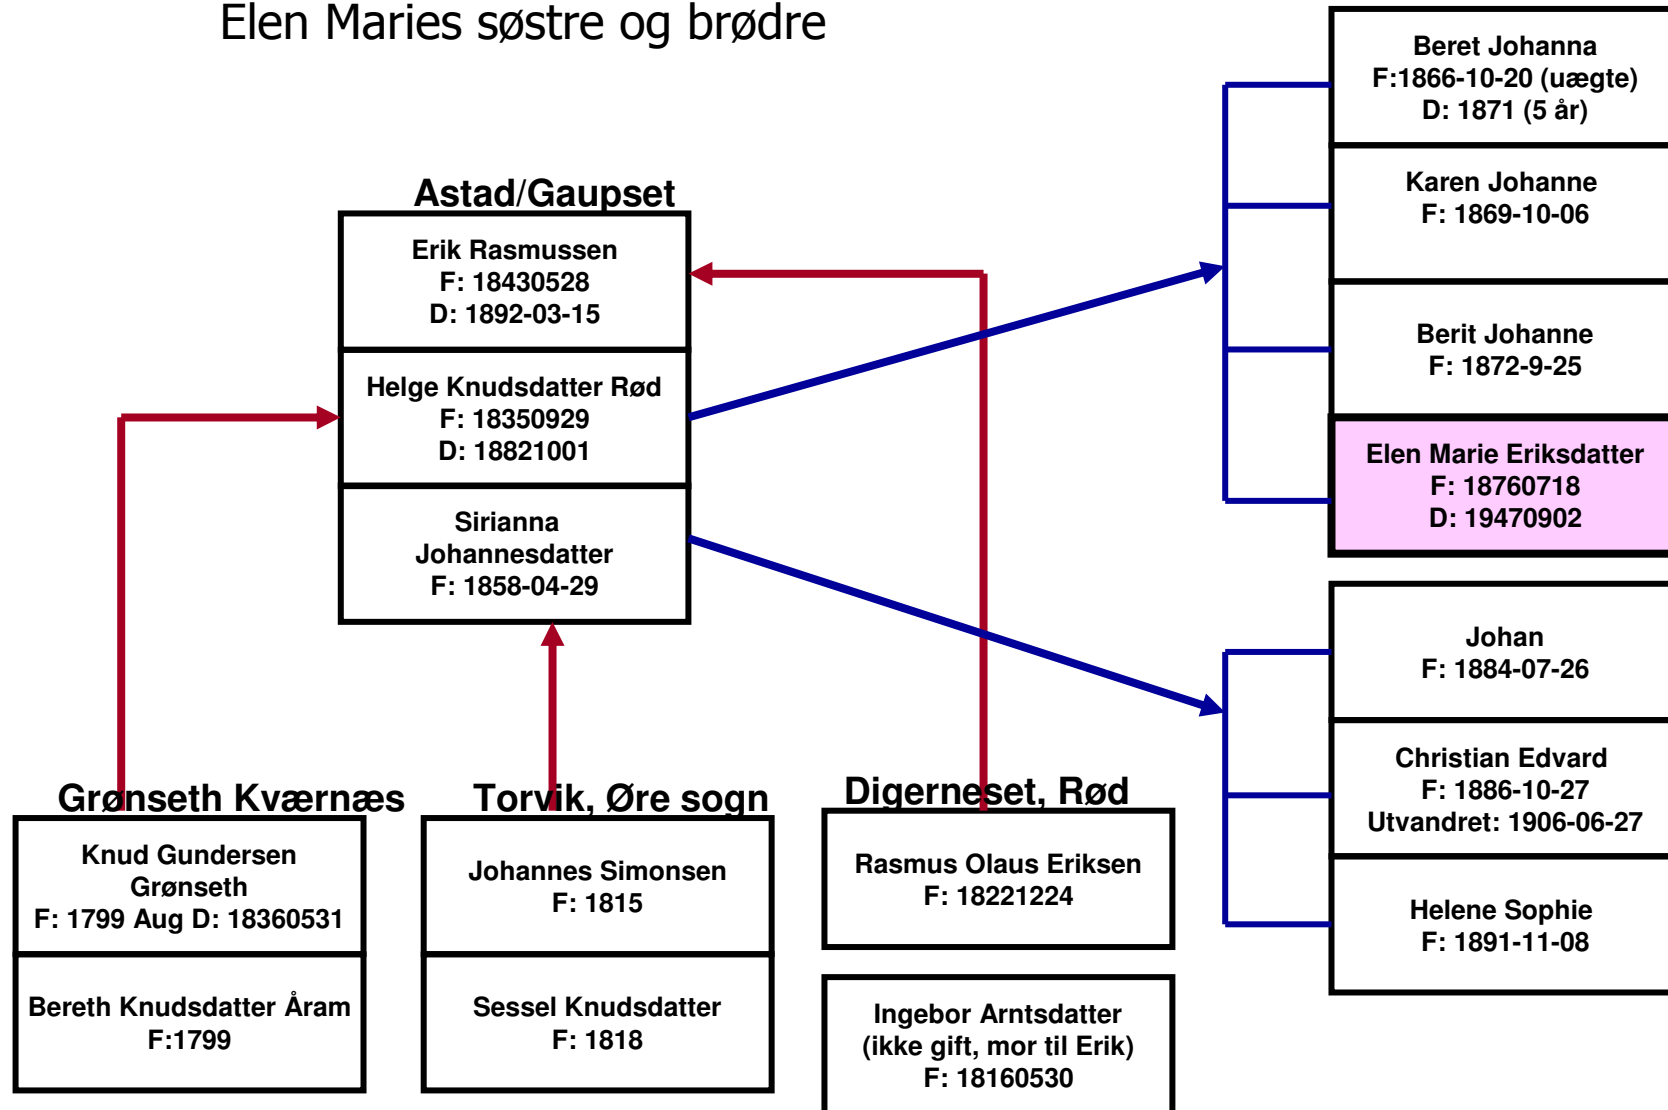 Elen Maries søstre og brødre
Astad/Gaupset
Erik Rasmussen
F: 18430528
D: 1892-03-15
Helge Knudsdatter Rød
F: 18350929
D: 18821001
Sirianna
Johannesdatter
F: 1858-04-29
Beret Johanna
F:1866-10-20 (uægte)
D: 1871 (5 år)
Karen Johanne
F: 1869-10-06
Berit Johanne
F: 1872-9-25
Elen Marie Eriksdatter
F: 18760718
D: 19470902
Johan
F: 1884-07-26
Christian Edvard
F: 1886-10-27
Utvandret: 1906-06-27
Helene Sophie
F: 1891-11-08
Grønseth Kværnæs
Knud Gundersen
Grønseth
F: 1799 Aug D: 18360531
Bereth Knudsdatter Åram
F:1799
Torvik, Øre sogn
Johannes Simonsen
F: 1815
Sessel Knudsdatter
F: 1818
Digerneset, Rød
Rasmus Olaus Eriksen
F: 18221224
Ingebor Arntsdatter
(ikke gift, mor til Erik)
F: 18160530